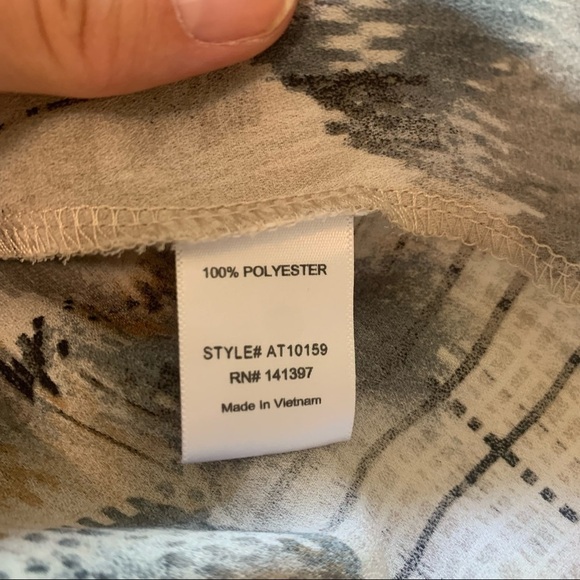 100% POLYESTER
STYLE# AT10159
RN# 141397
Made In Vietnam